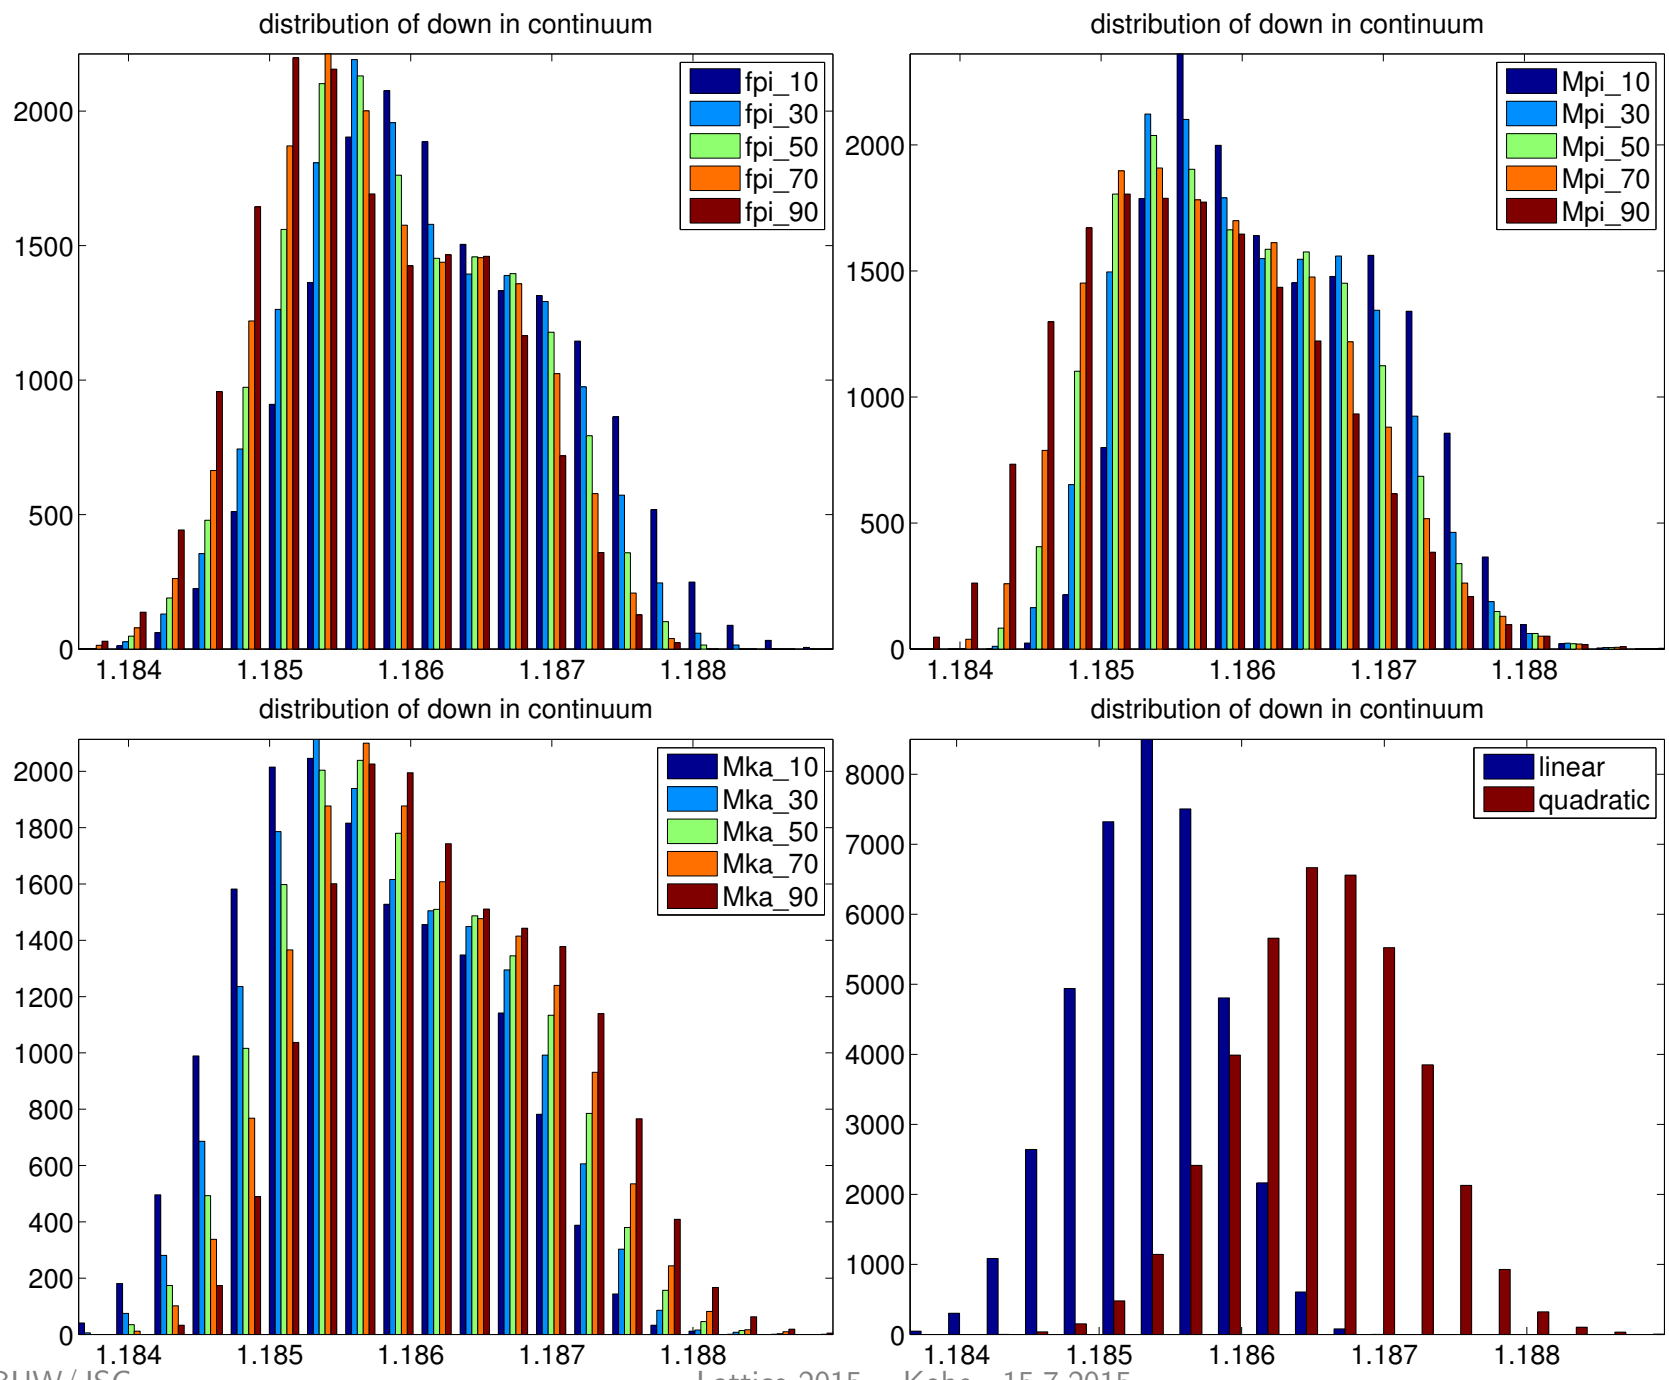 distribution of down in continuum
fpi_10
fpi_30
fpi_50
fpi_70
fpi_90
2000
1500
1000
500
0
1.184 1.185 1.186 1.187 1.188
distribution of down in continuum
Mpi_10
Mpi_30
Mpi_50
Mpi_70
Mpi_90
2000
1500
1000
500
0
1.184 1.185 1.186 1.187 1.188
distribution of down in continuum
Mka_10
Mka_30
Mka_50
Mka_70
Mka_90
2000
1800
1600
1400
1200
1000
800
600
400
200
0
1.184 1.185 1.186 1.187 1.188
distribution of down in continuum
linear
quadratic
8000
7000
6000
5000
4000
3000
2000
1000
0
1.184 1.185 1.186 1.187 1.188